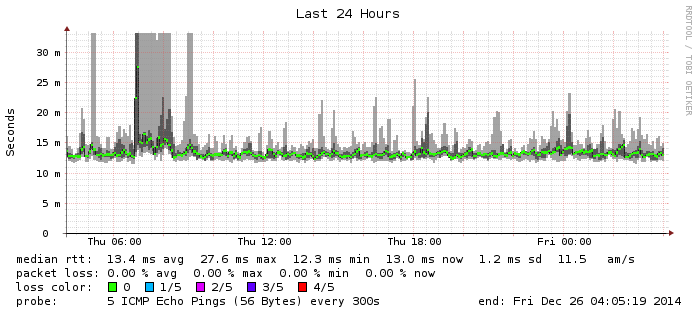 Last 24 Hours
RRDTOOL / TOBI OETIKER
Seconds
30 m
25 m
20 m
15 m
10 m
5 m
0
Thu 06:00 Thu 12:00 Thu 18:00 Fri 00:00
median rtt: 13.4 ms avg 27.6 ms max 12.3 ms min 13.0 ms now 1.2 ms sd 11.5 am/s
packet loss: 0.00 % avg 0.00 % max 0.00 % min 0.00 % now
loss color: 0 1/5 2/5 3/5 4/5
probe: 5 ICMP Echo Pings (56 Bytes) every 300s end: Fri Dec 26 04:05:19 2014